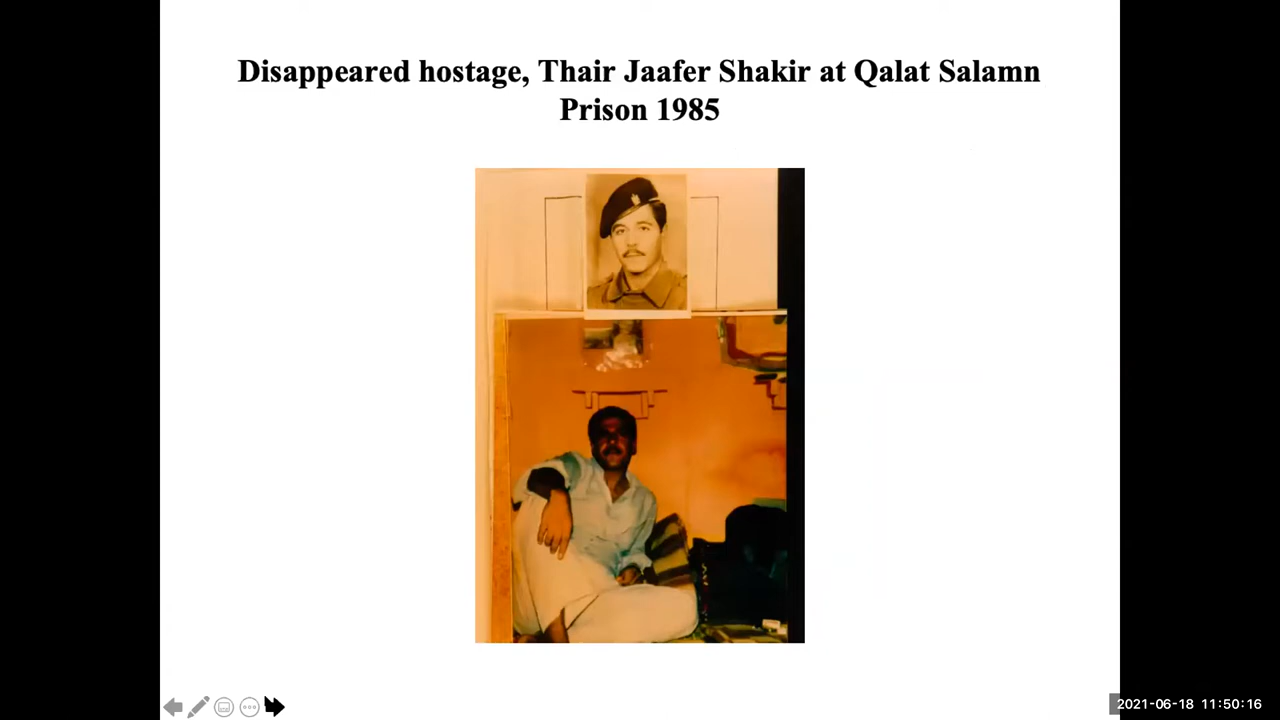 Disappeared hostage, Thair Jaafer Shakir at Qalat Salamn
Prison 1985
2021-06-18 11:50:16